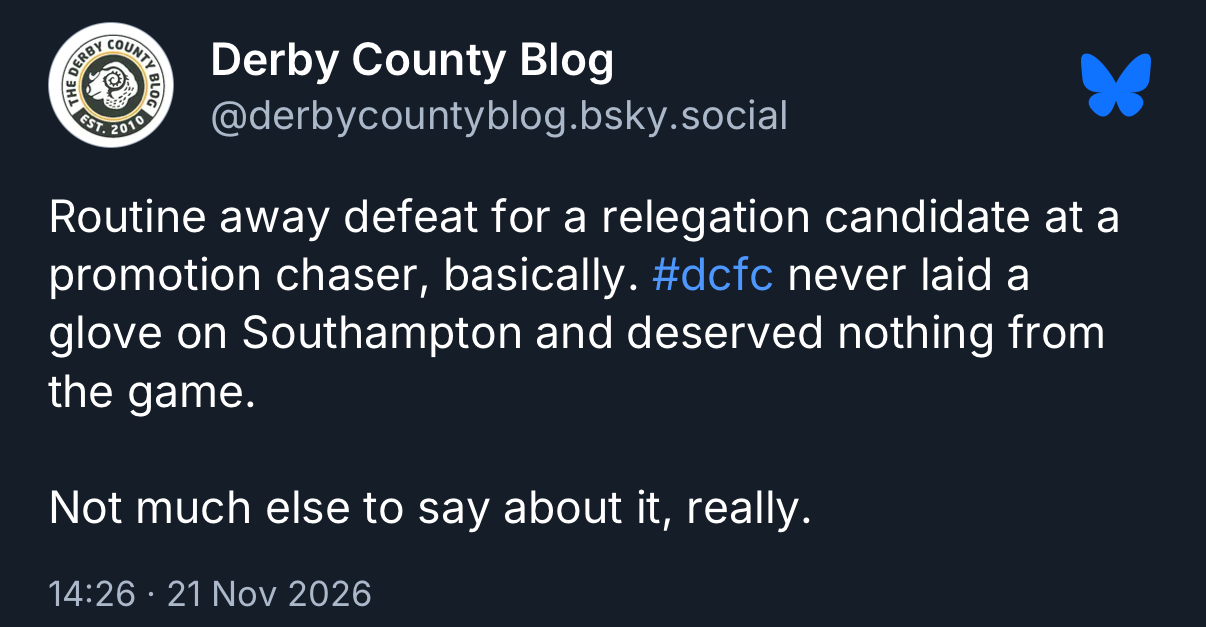 THE DERBY COUNTY BLOG
EST. 2010
Derby County Blog
@derbycountyblog.bsky.social
Routine away defeat for a relegation candidate at a
promotion chaser, basically. #dcfc never laid a
glove on Southampton and deserved nothing from
the game.
Not much else to say about it, really.
14:26 · 21 Nov 2026